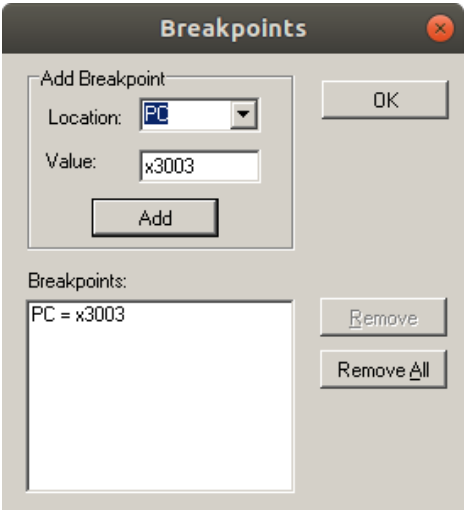 Breakpoints
Add Breakpoint
Location: PC
OK
Value: x3003
Add
Breakpoints:
PC = x3003
Remove
Remove All